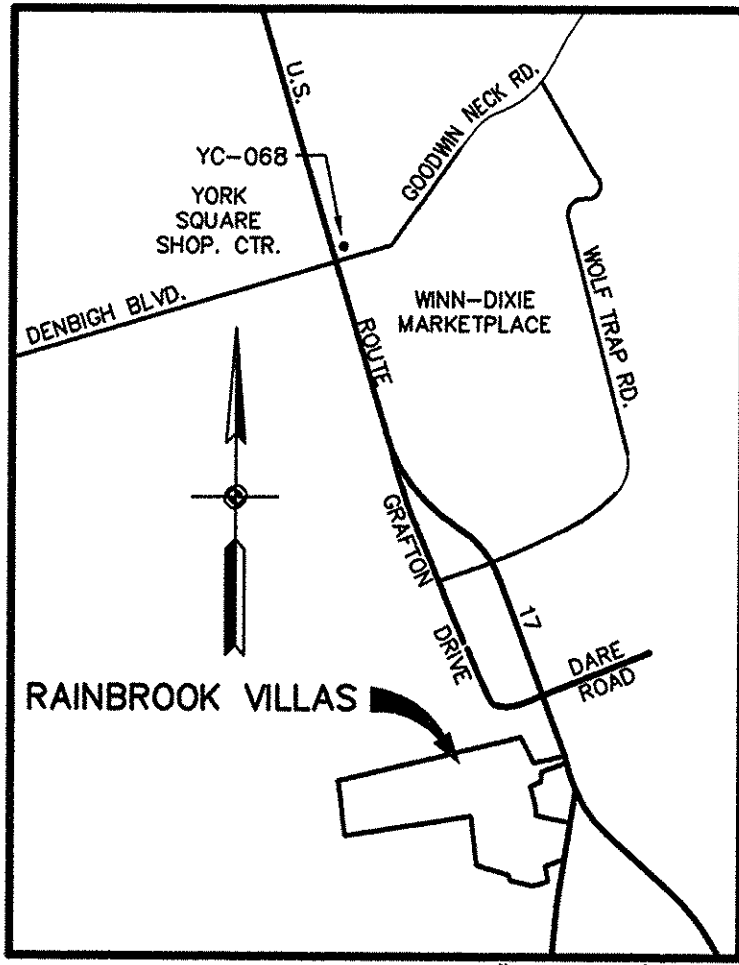 U.S.
GOODWIN NECK RD.
YC-068
YORK
SQUARE
SHOP. CTR.
DENBIGH BLVD.
WINN-DIXIE
MARKETPLACE
WOLF TRAP RD.
ROUTE
GRAFTON
17
DRIVE
DARE
ROAD
RAINBROOK VILLAS